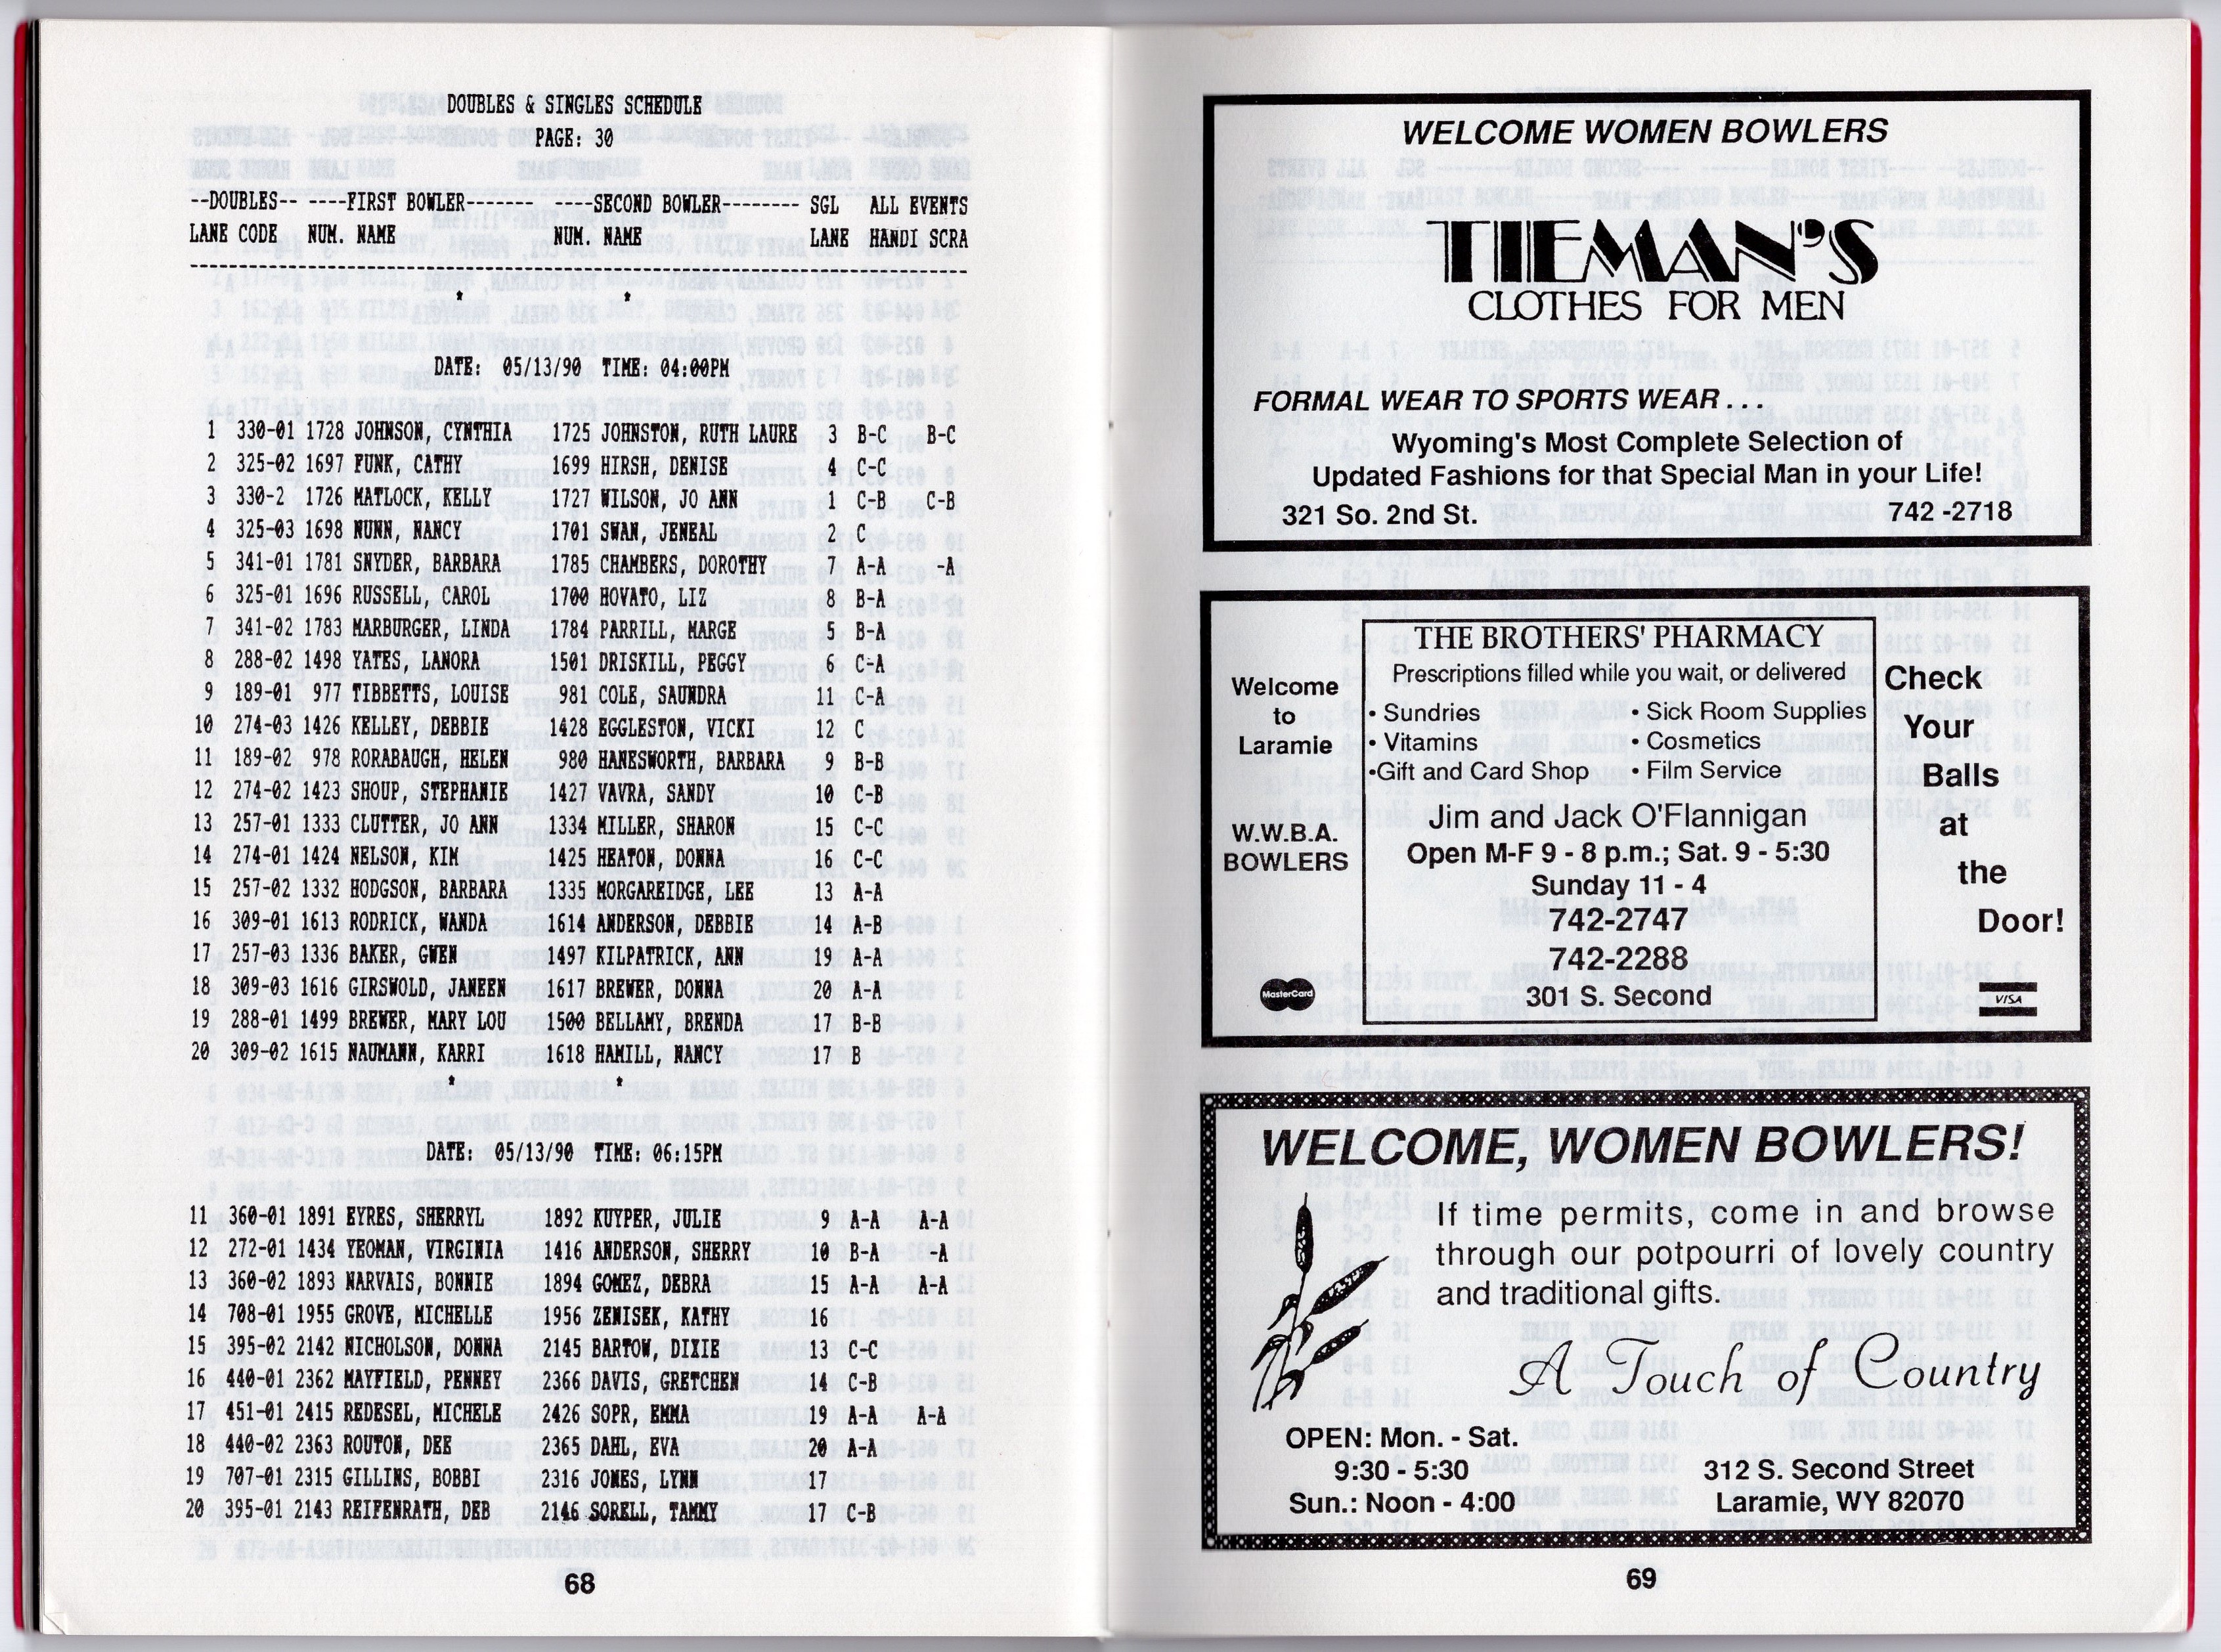 DOUBLES & SINGLES SCHEDULE
PAGE: 30
--DOUBLES-- ----FIRST BOWLER------- ----SECOND BOWLER-------- SGL ALL EVENTS
LANE CODE NUM. NAME NUM. NAME LANE HANDI SCRA
* *
DATE: 05/13/90 TIME: 04:00PM
1 330-01 1728 JOHNSON, CYNTHIA 1725 JOHNSTON, RUTH LAURE 3 B-C B-C
2 325-02 1697 FUNK, CATHY 1699 HIRSH, DENISE 4 C-C
3 330-2 1726 MATLOCK, KELLY 1727 WILSON, JO ANN 1 C-B C-B
4 325-03 1698 NUNN, NANCY 1701 SWAN, JENEAL 2 C
5 341-01 1781 SNYDER, BARBARA 1785 CHAMBERS, DOROTHY 7 A-A -A
6 325-01 1696 RUSSELL, CAROL 1700 HOVATO, LIZ 8 B-A
7 341-02 1783 MARBURGER, LINDA 1784 PARRILL, MARGE 5 B-A
8 288-02 1498 YATES, LANORA 1501 DRISKILL, PEGGY 6 C-A
9 189-01 977 TIBBETTS, LOUISE 981 COLE, SAUNDRA 11 C-A
10 274-03 1426 KELLEY, DEBBIE 1428 EGGLESTON, VICKI 12 C
11 189-02 978 RORABAUGH, HELEN 980 HANKSWORTH, BARBARA 9 B-B
12 274-02 1423 SHOUP, STEPHANIE 1427 VAVRA, SANDY 10 C-B
13 257-01 1333 CLUTTER, JO ANN 1334 MILLER, SHARON 15 C-C
14 274-01 1424 NELSON, KIM 1425 HEATON, DONNA 16 C-C
15 257-02 1332 HODGSON, BARBARA 1335 MORGAREIDGE, LEE 13 A-A
16 309-01 1613 RODRICK, WANDA 1614 ANDERSON, DEBBIE 14 A-B
17 257-03 1336 BAKER, GWEN 1497 KILPATRICK, ANN 19 A-A
18 309-03 1616 GIRSWOLD, JANEEN 1617 BREWER, DONNA 20 A-A
19 288-01 1499 BREWER, MARY LOU 1500 BELLAMY, BRENDA 17 B-B
20 309-02 1615 NAUMANN, KARRI 1618 HAMILL, NANCY 17 B
* *
DATE: 05/13/90 TIME: 06:15PM
11 360-01 1891 EYRES, SHERRYL 1892 KUYPER, JULIE 9 A-A A-A
12 272-01 1434 YEOMAN, VIRGINIA 1416 ANDERSON, SHERRY 10 B-A -A
13 360-02 1893 NARVAIS, BONNIE 1894 GOMEZ, DEBRA 15 A-A A-A
14 708-01 1955 GROVE, MICHELLE 1956 ZENISEK, KATHY 16
15 395-02 2142 NICHOLSON, DONNA 2145 BARTOW, DIXIE 13 C-C
16 440-01 2362 MAYFIELD, PENNEY 2366 DAVIS, GRETCHEN 14 C-B
17 451-01 2415 REDESEL, MICHELE 2426 SOPR, EMMA 19 A-A A-A
18 440-02 2363 ROUTON, DEE 2365 DAHL, EVA 20 A-A
19 707-01 2315 GILLINS, BOBBI 2316 JONES, LYNN 17
20 395-01 2143 REIFENRATH, DEB 2146 SORELL, TAMMY 17 C-B
68
WELCOME WOMEN BOWLERS
TIEMAN'S
CLOTHES FOR MEN
FORMAL WEAR TO SPORTS WEAR . . .
Wyoming's Most Complete Selection of
Updated Fashions for that Special Man in your Life!
321 So. 2nd St. 742 -2718
Welcome
to
Laramie
W.W.B.A.
BOWLERS
MasterCard
THE BROTHERS' PHARMACY
Prescriptions filled while you wait, or delivered
• Sundries • Sick Room Supplies
• Vitamins • Cosmetics
•Gift and Card Shop • Film Service
Jim and Jack O'Flannigan
Open M-F 9 - 8 p.m.; Sat. 9 - 5:30
Sunday 11 - 4
742-2747
742-2288
301 S. Second
Check
Your
Balls
at
the
Door!
VISA
WELCOME, WOMEN BOWLERS!
If time permits, come in and browse
through our potpourri of lovely country
and traditional gifts.
A Touch of Country
OPEN: Mon. - Sat.
9:30 - 5:30
Sun.: Noon - 4:00
312 S. Second Street
Laramie, WY 82070
69